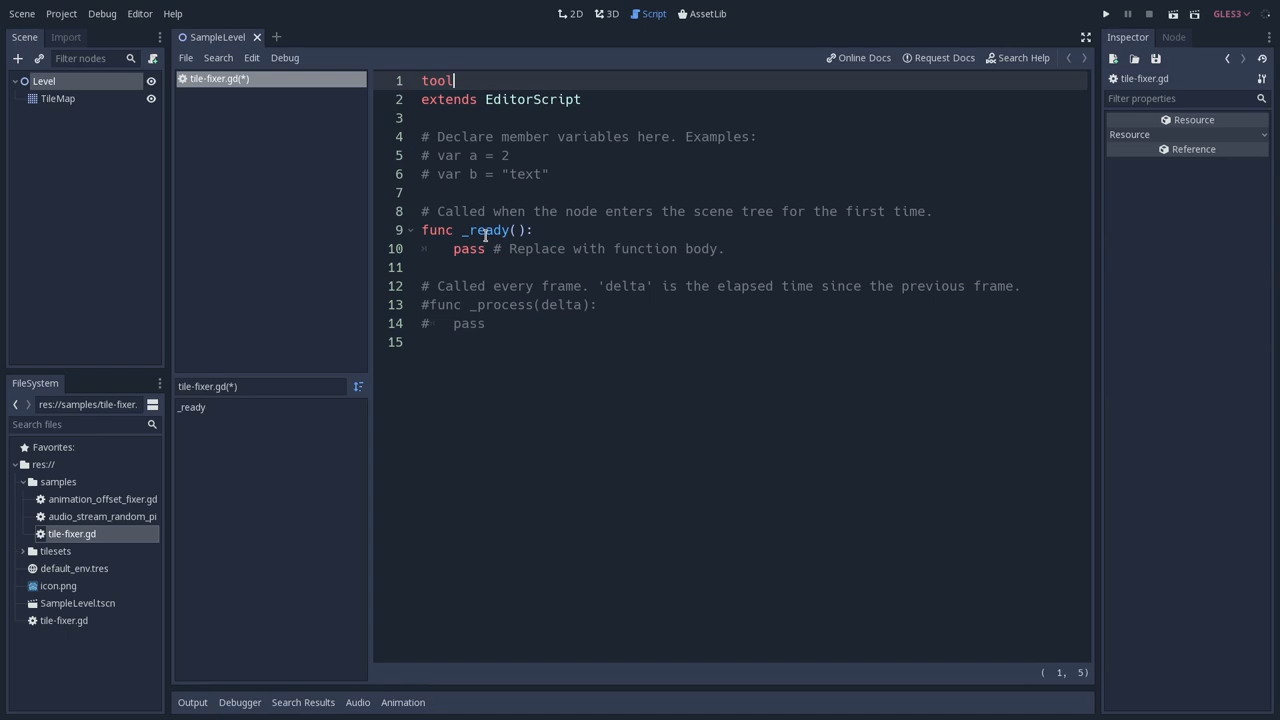 Scene Project Debug Editor Help
2D 3D Script AssetLib
GLES3
Scene Import
Filter nodes
Level
TileMap
FileSystem
res://samples/tile-fixer.
Search files
Favorites:
res://
samples
animation_offset_fixer.gd
audio_stream_random_pi
tile-fixer.gd
tilesets
default_env.tres
icon.png
SampleLevel.tscn
tile-fixer.gd
SampleLevel
File Search Edit Debug
Online Docs Request Docs Search Help
tile-fixer.gd(*)
tile-fixer.gd(*)
_ready
1 tool
2 extends EditorScript
3
4 # Declare member variables here. Examples:
5 # var a = 2
6 # var b = "text"
7
8 # Called when the node enters the scene tree for the first time.
9 func _ready():
10 pass # Replace with function body.
11
12 # Called every frame. 'delta' is the elapsed time since the previous frame.
13 #func _process(delta):
14 # pass
15
( 1, 5)
Output Debugger Search Results Audio Animation
Inspector Node
tile-fixer.gd
Filter properties
Resource
Resource
Reference